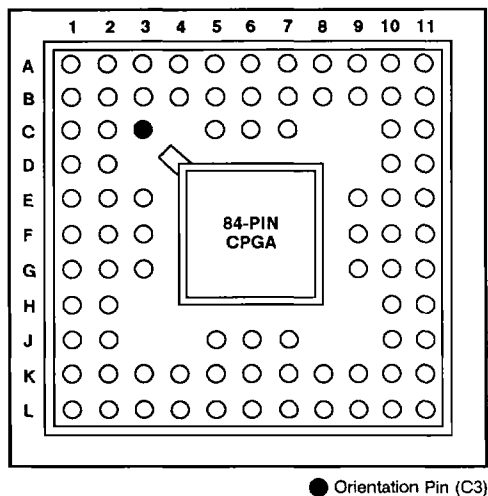 1 2 3 4 5 6 7 8 9 10 11
A
B
C
D
E
F
G
H
J
K
L
84-PIN
CPGA
Orientation Pin (C3)